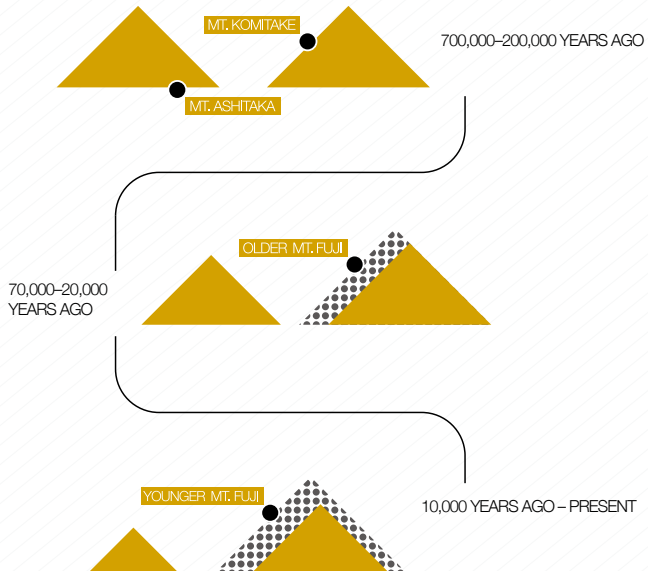 MT. KOMITAKE
700,000–200,000 YEARS AGO
MT. ASHITAKA
OLDER MT. FUJI
70,000–20,000
YEARS AGO
YOUNGER MT. FUJI
10,000 YEARS AGO – PRESENT